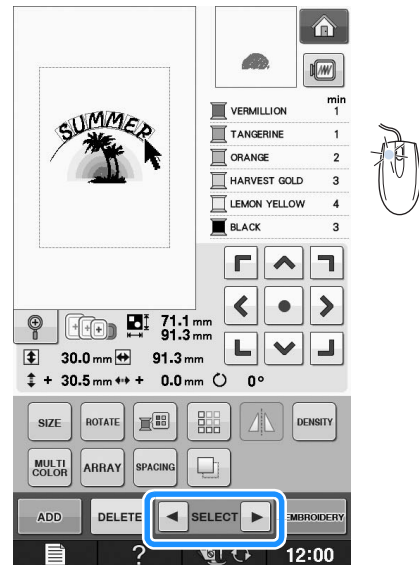 SUMMER
min
VERMILLION 1
TANGERINE 1
ORANGE 2
HARVEST GOLD 3
LEMON YELLOW 4
BLACK 3
71.1 mm
91.3 mm
30.0 mm 91.3 mm
+ 30.5 mm + 0.0 mm 0°
SIZE ROTATE DENSITY
MULTI COLOR ARRAY SPACING
ADD DELETE SELECT EMBROIDERY
? 12:00